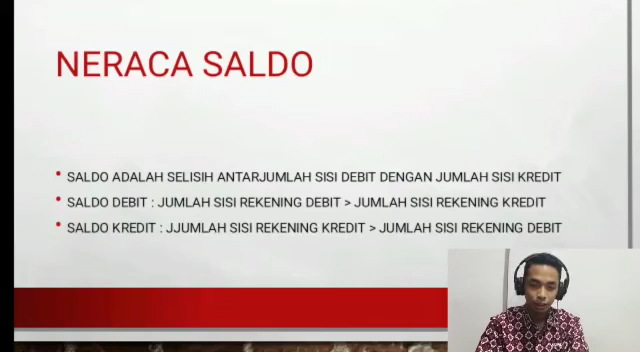 NERACA SALDO
• SALDO ADALAH SELISIH ANTARJUMLAH SISI DEBIT DENGAN JUMLAH SISI KREDIT
• SALDO DEBIT : JUMLAH SISI REKENING DEBIT > JUMLAH SISI REKENING KREDIT
• SALDO KREDIT : JJUMLAH SISI REKENING KREDIT > JUMLAH SISI REKENING DEBIT